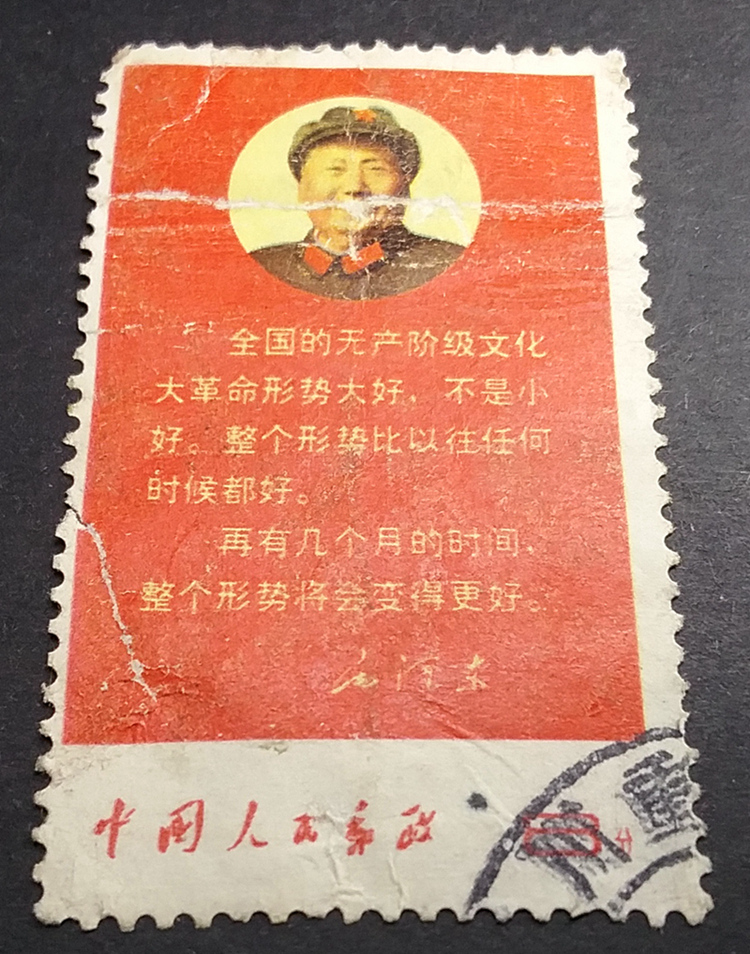 全国的无产阶级文化
大革命形势大好，不是小
好。整个形势比以往任何
时候都好。
再有几个月的时间，
整个形势将会变得更好。
毛泽东
中国人民邮政
8分
重